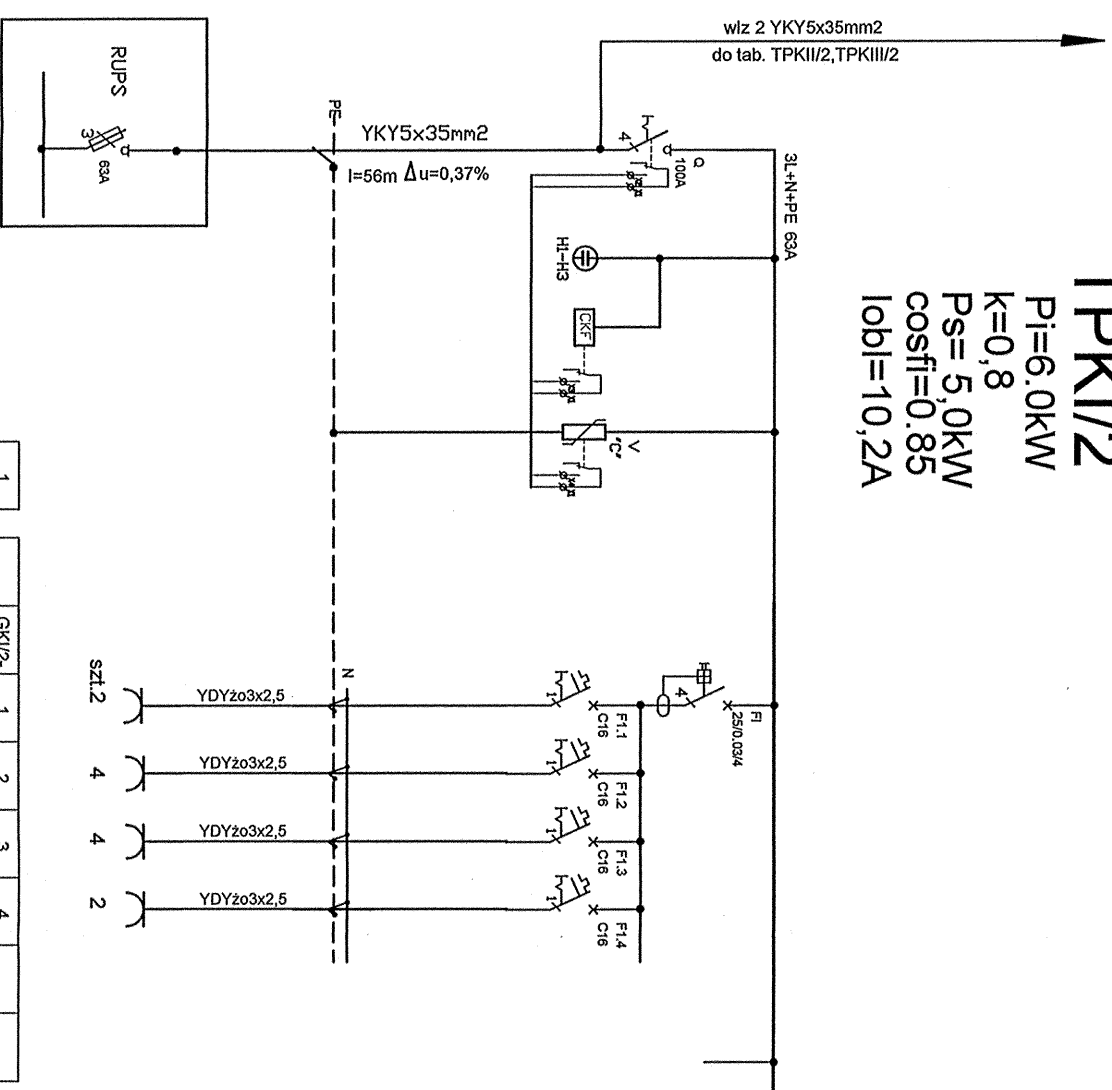 wlz 2 YKY5x35mm2
do tab. TPKII/2,TPKIII/2
RUPS
3
63A
PE
YKY5x35mm2
l=56m Δu=0,37%
4
Q
100A
3L+N+PE 63A
H1-H3
CKF
V
"C"
TPKI/2
Pi=6.0kW
k=0,8
Ps= 5,0kW
cosfi=0.85
Iobl=10,2A
FI
25/0.03/4
4
N
szt.2
YDYżo3x2,5
1
F1.1
C16
4
YDYżo3x2,5
1
F1.2
C16
4
YDYżo3x2,5
1
F1.3
C16
2
YDYżo3x2,5
1
F1.4
C16
1
GKI/2-
1
2
3
4